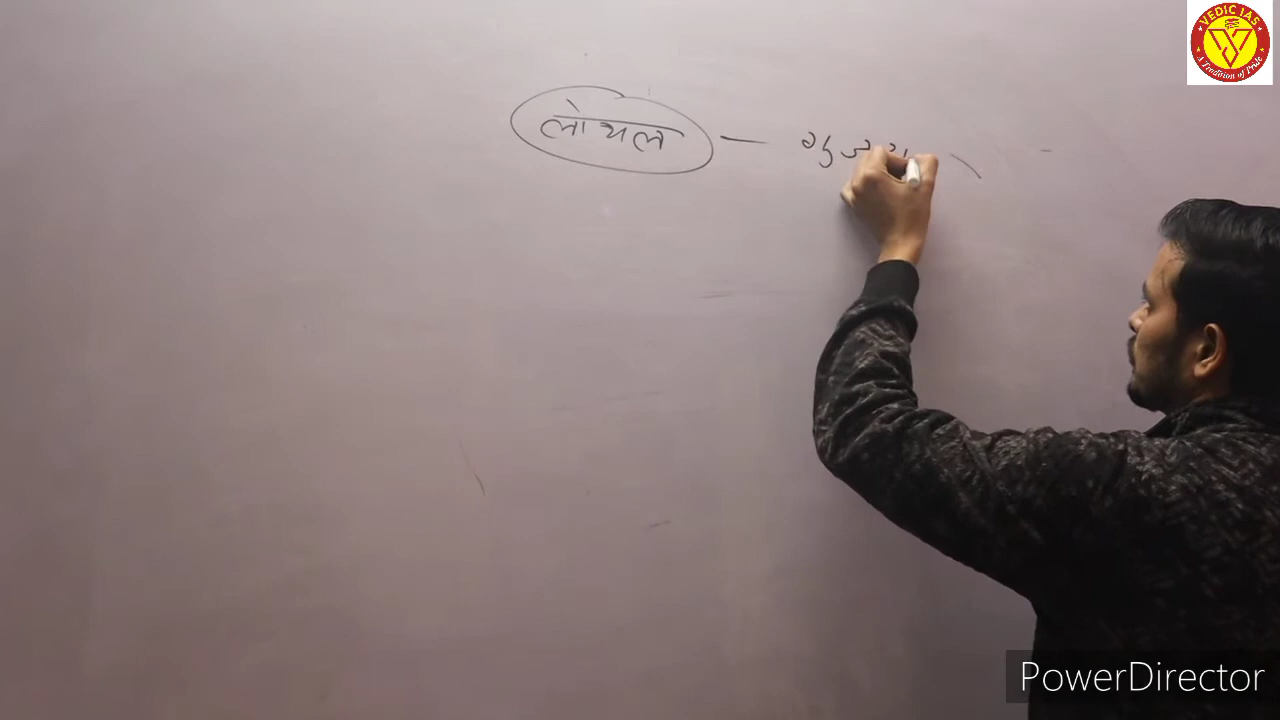 VEDIC IAS
A Tradition of Pride
लोथल —
PowerDirector